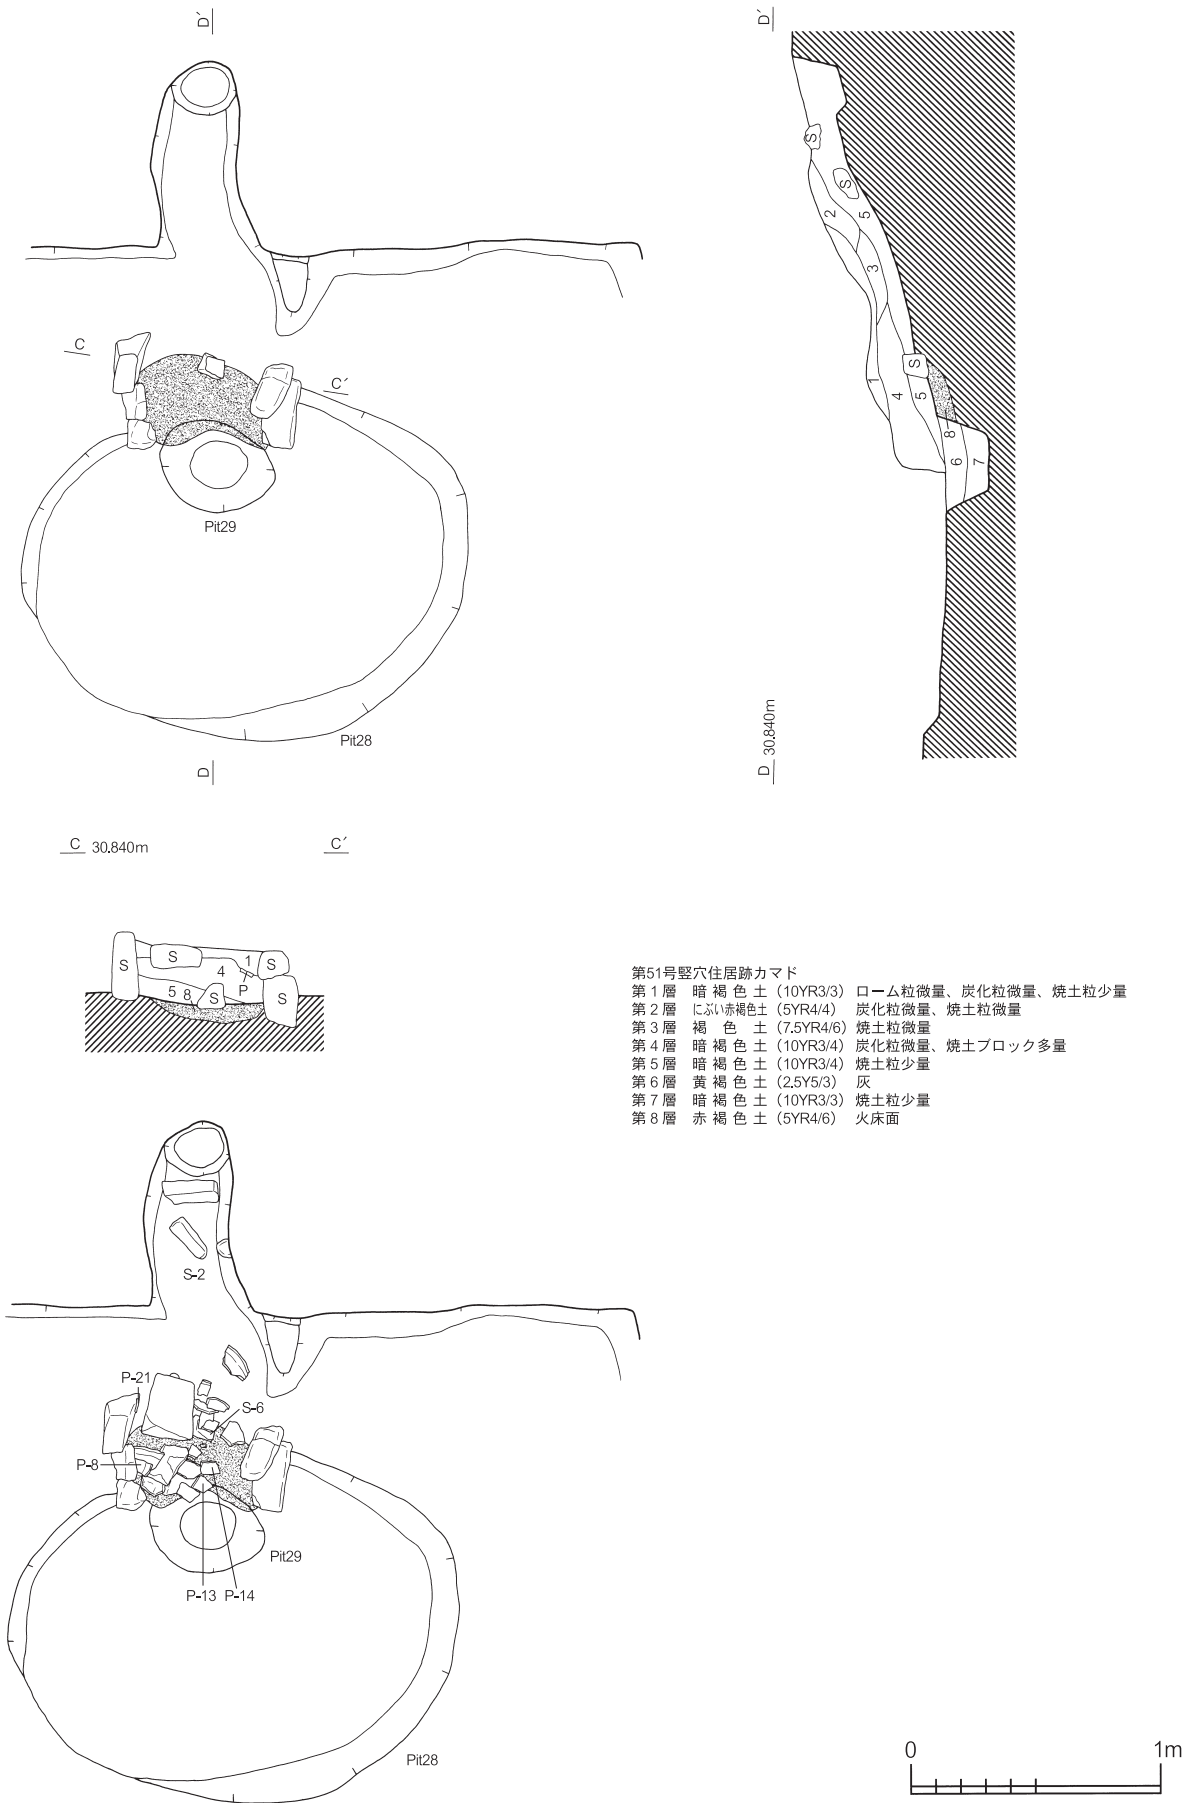 D′
D′
C
C′
Pit29
Pit28
D
D 30.840m
S
S
2
5
3
S
1
4
5
8
6
7
C 30.840m
C′
S
S
1
S
4
P
5
8
S
S
第51号竪穴住居跡カマド
第１層 暗褐色土（10YR3/3） ローム粒微量、炭化粒微量、焼土粒少量
第２層 にぶい赤褐色土（5YR4/4） 炭化粒微量、焼土粒微量
第３層 褐色土（7.5YR4/6）焼土粒微量
第４層 暗褐色土（10YR3/4）炭化粒微量、焼土ブロック多量
第５層 暗褐色土（10YR3/4）焼土粒少量
第６層 黄褐色土（2.5Y5/3） 灰
第７層 暗褐色土（10YR3/3）焼土粒少量
第８層 赤褐色土（5YR4/6） 火床面
S-2
P-21
S-6
P-8
Pit29
P-13 P-14
Pit28
0 1m